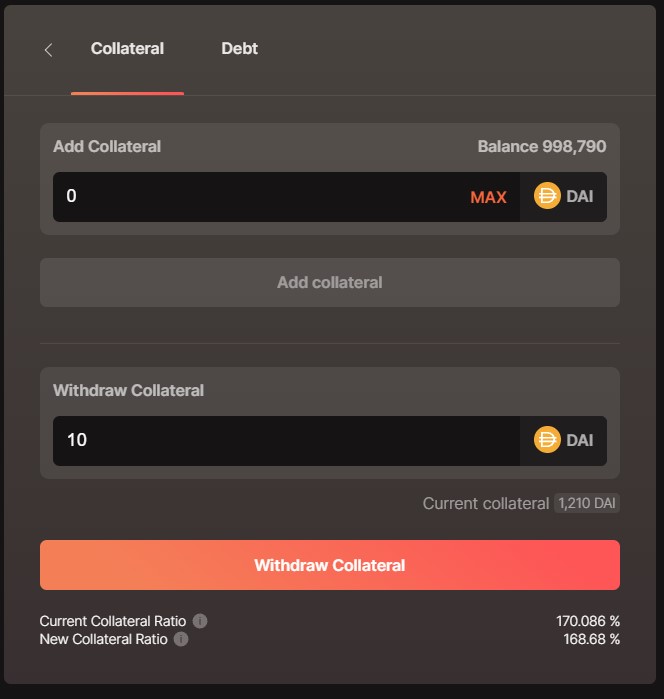 Collateral Debt
Add Collateral Balance 998,790
0 MAX DAI
Add collateral
Withdraw Collateral
10 DAI
Current collateral 1,210 DAI
Withdraw Collateral
Current Collateral Ratio 170.086 %
New Collateral Ratio 168.68 %